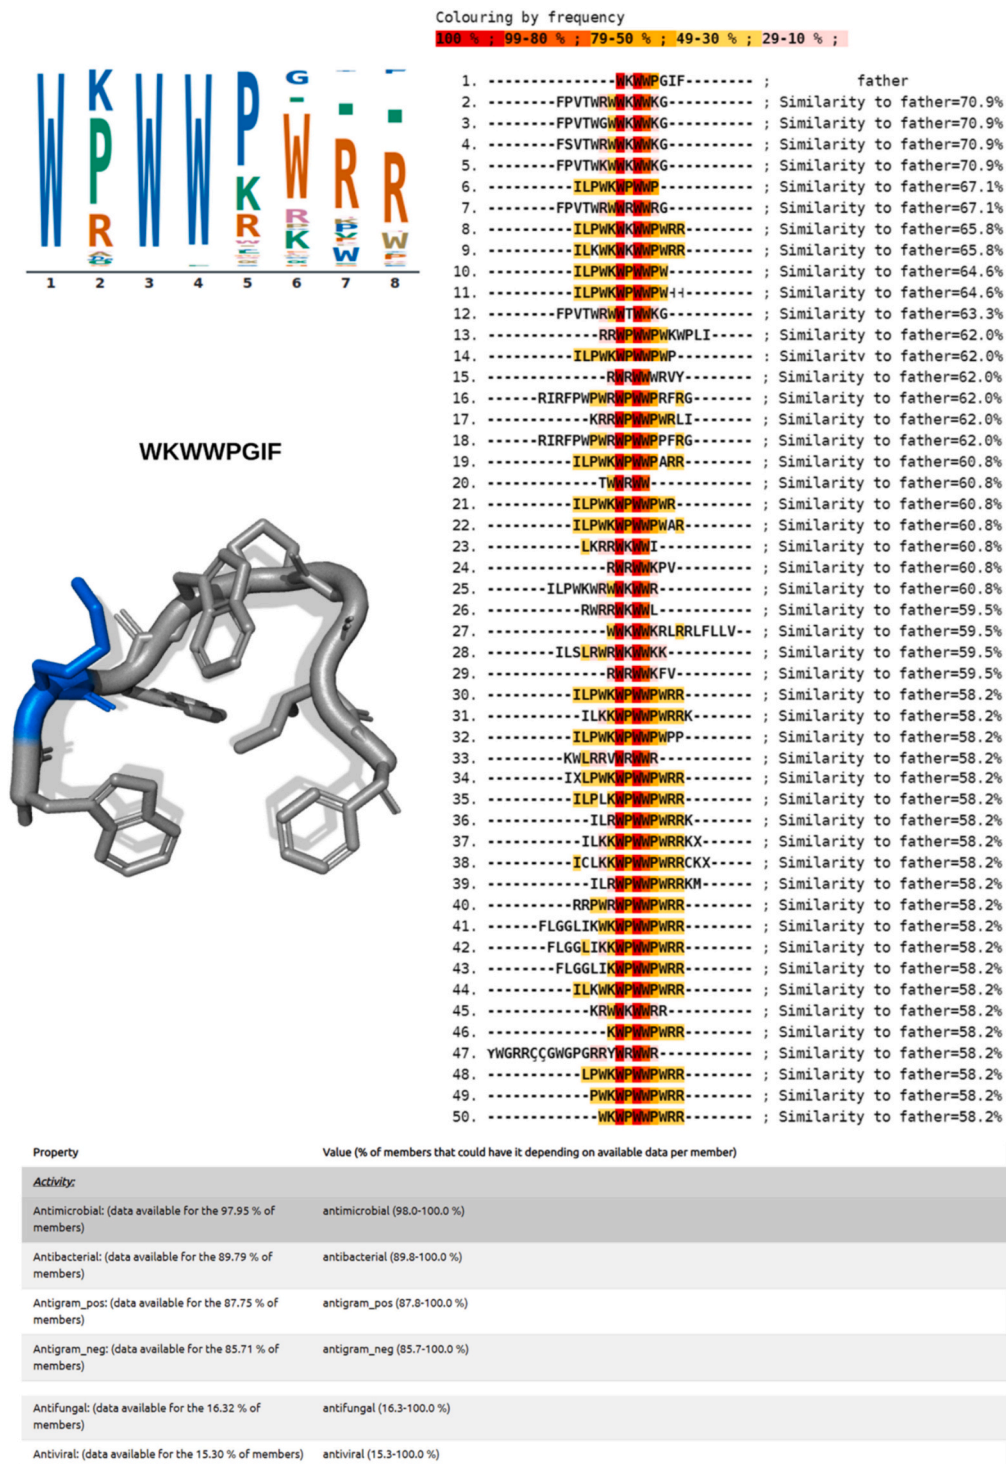 Colouring by frequency
100 % ; 99-80 % ; 79-50 % ; 49-30 % ; 29-10 % ;
1 2 3 4 5 6 7 8
WKWWPGIF
1. ---------------WKWWPGIF-------- ; father
2. --------FPVTWRWWKWWKG---------- ; Similarity to father=70.9%
3. --------FPVTWGWWKWWKG---------- ; Similarity to father=70.9%
4. --------FSVTWRWWKWWKG---------- ; Similarity to father=70.9%
5. --------FPVTWKWWKWWKG---------- ; Similarity to father=70.9%
6. ----------ILPWKWPWWP----------- ; Similarity to father=67.1%
7. --------FPVTWRWWRWWRG---------- ; Similarity to father=67.1%
8. ----------ILPWKWKWWPWRR-------- ; Similarity to father=65.8%
9. ----------ILKWKWKWWPWRR-------- ; Similarity to father=65.8%
10. ----------ILPWKWPWWPW---------- ; Similarity to father=64.6%
11. ----------ILPWKWPWWPW┤┤-------- ; Similarity to father=64.6%
12. --------FPVTWRWWTWWKG---------- ; Similarity to father=63.3%
13. -------------RRWPWWPWKWPLI----- ; Similarity to father=62.0%
14. ----------ILPWKWPWWPWP--------- ; Similarity to father=62.0%
15. --------------RWRWWWRVY-------- ; Similarity to father=62.0%
16. ------RIRFPWPWRWPWWPRFRG------- ; Similarity to father=62.0%
17. ------------KRRWPWWPWRLI------- ; Similarity to father=62.0%
18. ------RIRFPWPWRWPWWPPFRG------- ; Similarity to father=62.0%
19. ----------ILPWKWPWWPARR-------- ; Similarity to father=60.8%
20. -------------TWWRWW------------ ; Similarity to father=60.8%
21. ----------ILPWKWPWWPWR--------- ; Similarity to father=60.8%
22. ----------ILPWKWPWWPWAR-------- ; Similarity to father=60.8%
23. -----------LKRRWKWWI----------- ; Similarity to father=60.8%
24. --------------RWRWWKPV--------- ; Similarity to father=60.8%
25. -------ILPWKWRWWKWWR----------- ; Similarity to father=60.8%
26. -----------RWRRWKWWL----------- ; Similarity to father=59.5%
27. --------------WWKWWKRLRRLFLLV-- ; Similarity to father=59.5%
28. --------ILSLRWRWKWWKK---------- ; Similarity to father=59.5%
29. --------------RWRWWKFV--------- ; Similarity to father=59.5%
30. ----------ILPWKWPWWPWRR-------- ; Similarity to father=58.2%
31. -----------ILKKWPWWPWRRK------- ; Similarity to father=58.2%
32. ----------ILPWKWPWWPWPP-------- ; Similarity to father=58.2%
33. ---------KWLRRVWRWWR----------- ; Similarity to father=58.2%
34. ---------IXLPWKWPWWPWRR-------- ; Similarity to father=58.2%
35. ----------ILPLKWPWWPWRR-------- ; Similarity to father=58.2%
36. ------------ILRWPWWPWRRK------- ; Similarity to father=58.2%
37. -----------ILKKWPWWPWRRKX------ ; Similarity to father=58.2%
38. ----------ICLKKWPWWPWRRCKX----- ; Similarity to father=58.2%
39. ------------ILRWPWWPWRRKM------ ; Similarity to father=58.2%
40. ----------RRPWRWPWWPWRR-------- ; Similarity to father=58.2%
41. ------FLGGLIKWKWPWWPWRR-------- ; Similarity to father=58.2%
42. -------FLGGLIKKWPWWPWRR-------- ; Similarity to father=58.2%
43. --------FLGGLIKWPWWPWRR-------- ; Similarity to father=58.2%
44. ----------ILKWKWPWWPWRR-------- ; Similarity to father=58.2%
45. ------------KRWWKWWRR---------- ; Similarity to father=58.2%
46. --------------KWPWWPWRR-------- ; Similarity to father=58.2%
47. YWGRRCÇGWGPGRRYWRWWR----------- ; Similarity to father=58.2%
48. -----------LPWKWPWWPWRR-------- ; Similarity to father=58.2%
49. ------------PWKWPWWPWRR-------- ; Similarity to father=58.2%
50. -------------WKWPWWPWRR-------- ; Similarity to father=58.2%
Property Value (% of members that could have it depending on available data per member)
Activity:
Antimicrobial: (data available for the 97.95 % of antimicrobial (98.0-100.0 %)
members)
Antibacterial: (data available for the 89.79 % of antibacterial (89.8-100.0 %)
members)
Antigram_pos: (data available for the 87.75 % of antigram_pos (87.8-100.0 %)
members)
Antigram_neg: (data available for the 85.71 % of antigram_neg (85.7-100.0 %)
members)
Antifungal: (data available for the 16.32 % of antifungal (16.3-100.0 %)
members)
Antiviral: (data available for the 15.30 % of members) antiviral (15.3-100.0 %)